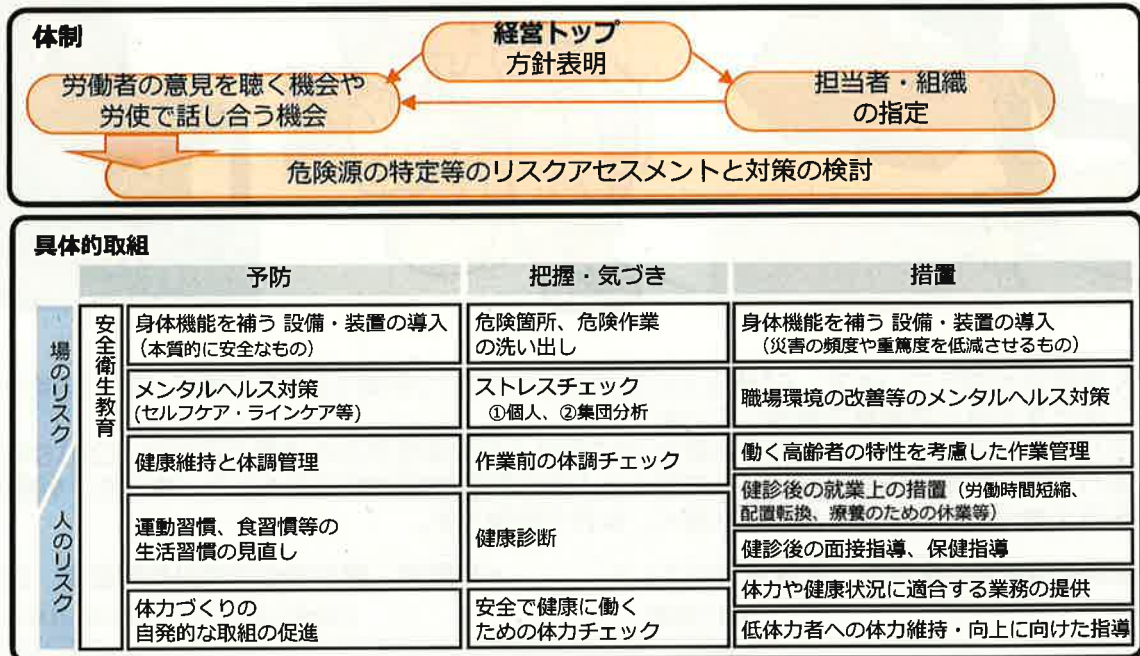 体制
経営トップ
方針表明
労働者の意見を聴く機会や
労使で話し合う機会
担当者・組織
の指定
危険源の特定等のリスクアセスメントと対策の検討
具体的取組
予防
把握・気づき
措置
場のリスク
人のリスク
安全衛生教育
身体機能を補う 設備・装置の導入
（本質的に安全なもの）
危険箇所、危険作業
の洗い出し
身体機能を補う 設備・装置の導入
（災害の頻度や重篤度を低減させるもの）
メンタルヘルス対策
(セルフケア・ラインケア等)
ストレスチェック
①個人、②集団分析
職場環境の改善等のメンタルヘルス対策
健康維持と体調管理
作業前の体調チェック
働く高齢者の特性を考慮した作業管理
運動習慣、食習慣等の
生活習慣の見直し
健康診断
健診後の就業上の措置（労働時間短縮、
配置転換、療養のための休業等）
健診後の面接指導、保健指導
体力づくりの
自発的な取組の促進
安全で健康に働く
ための体力チェック
体力や健康状況に適合する業務の提供
低体力者への体力維持・向上に向けた指導